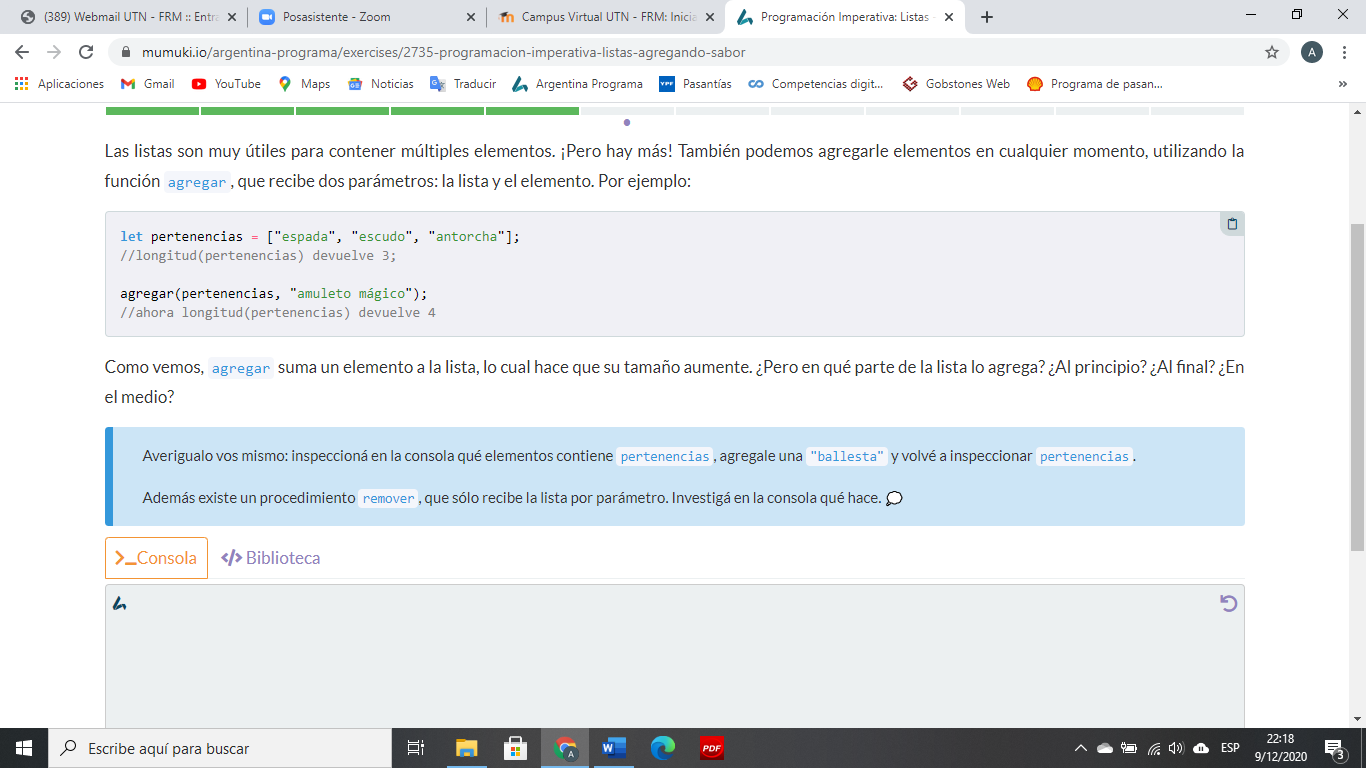 (389) Webmail UTN - FRM :: Entra
Posasistente - Zoom
Campus Virtual UTN - FRM: Inicia
Programación Imperativa: Listas -
mumuki.io/argentina-programa/exercises/2735-programacion-imperativa-listas-agregando-sabor
A
Aplicaciones
Gmail
YouTube
Maps
Noticias
Traducir
Argentina Programa
YPF
Pasantías
Competencias digit...
Gobstones Web
Programa de pasan...
»
Las listas son muy útiles para contener múltiples elementos. ¡Pero hay más! También podemos agregarle elementos en cualquier momento, utilizando la
función agregar, que recibe dos parámetros: la lista y el elemento. Por ejemplo:
let pertenencias = ["espada", "escudo", "antorcha"];
//longitud(pertenencias) devuelve 3;
agregar(pertenencias, "amuleto mágico");
//ahora longitud(pertenencias) devuelve 4
Como vemos, agregar suma un elemento a la lista, lo cual hace que su tamaño aumente. ¿Pero en qué parte de la lista lo agrega? ¿Al principio? ¿Al final? ¿En
el medio?
Averigualo vos mismo: inspeccioná en la consola qué elementos contiene pertenencias, agregale una "ballesta" y volvé a inspeccionar pertenencias.
Además existe un procedimiento remover, que sólo recibe la lista por parámetro. Investigá en la consola qué hace.
>_Consola
</> Biblioteca
Escribe aquí para buscar
A
W
PDF
ESP
22:18
9/12/2020
3